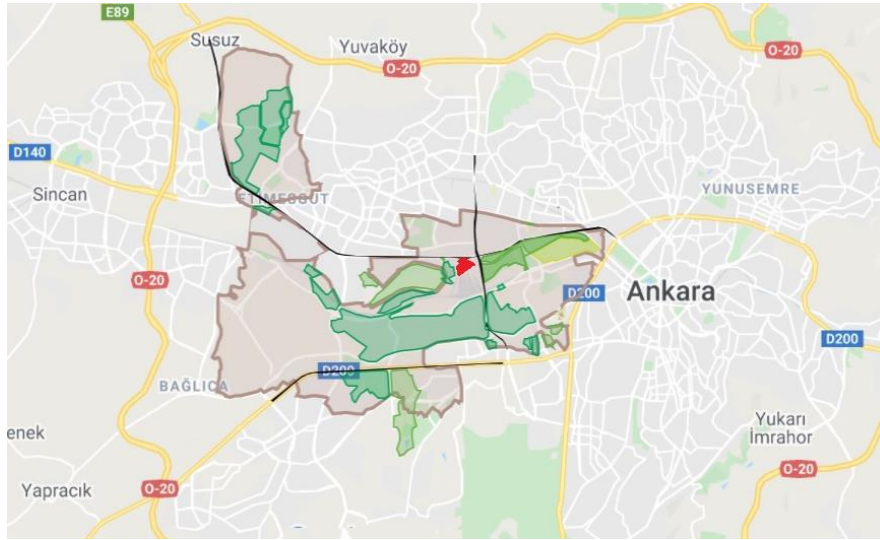 E89
Susuz
Yuvaköy
O-20
O-20
D140
Sincan
ETİMESGUT
YUNUSEMRE
O-20
D200
Ankara
D200
D200
BAĞLICA
Yukarı
İmrahor
enek
Yapracık
O-20
O-20